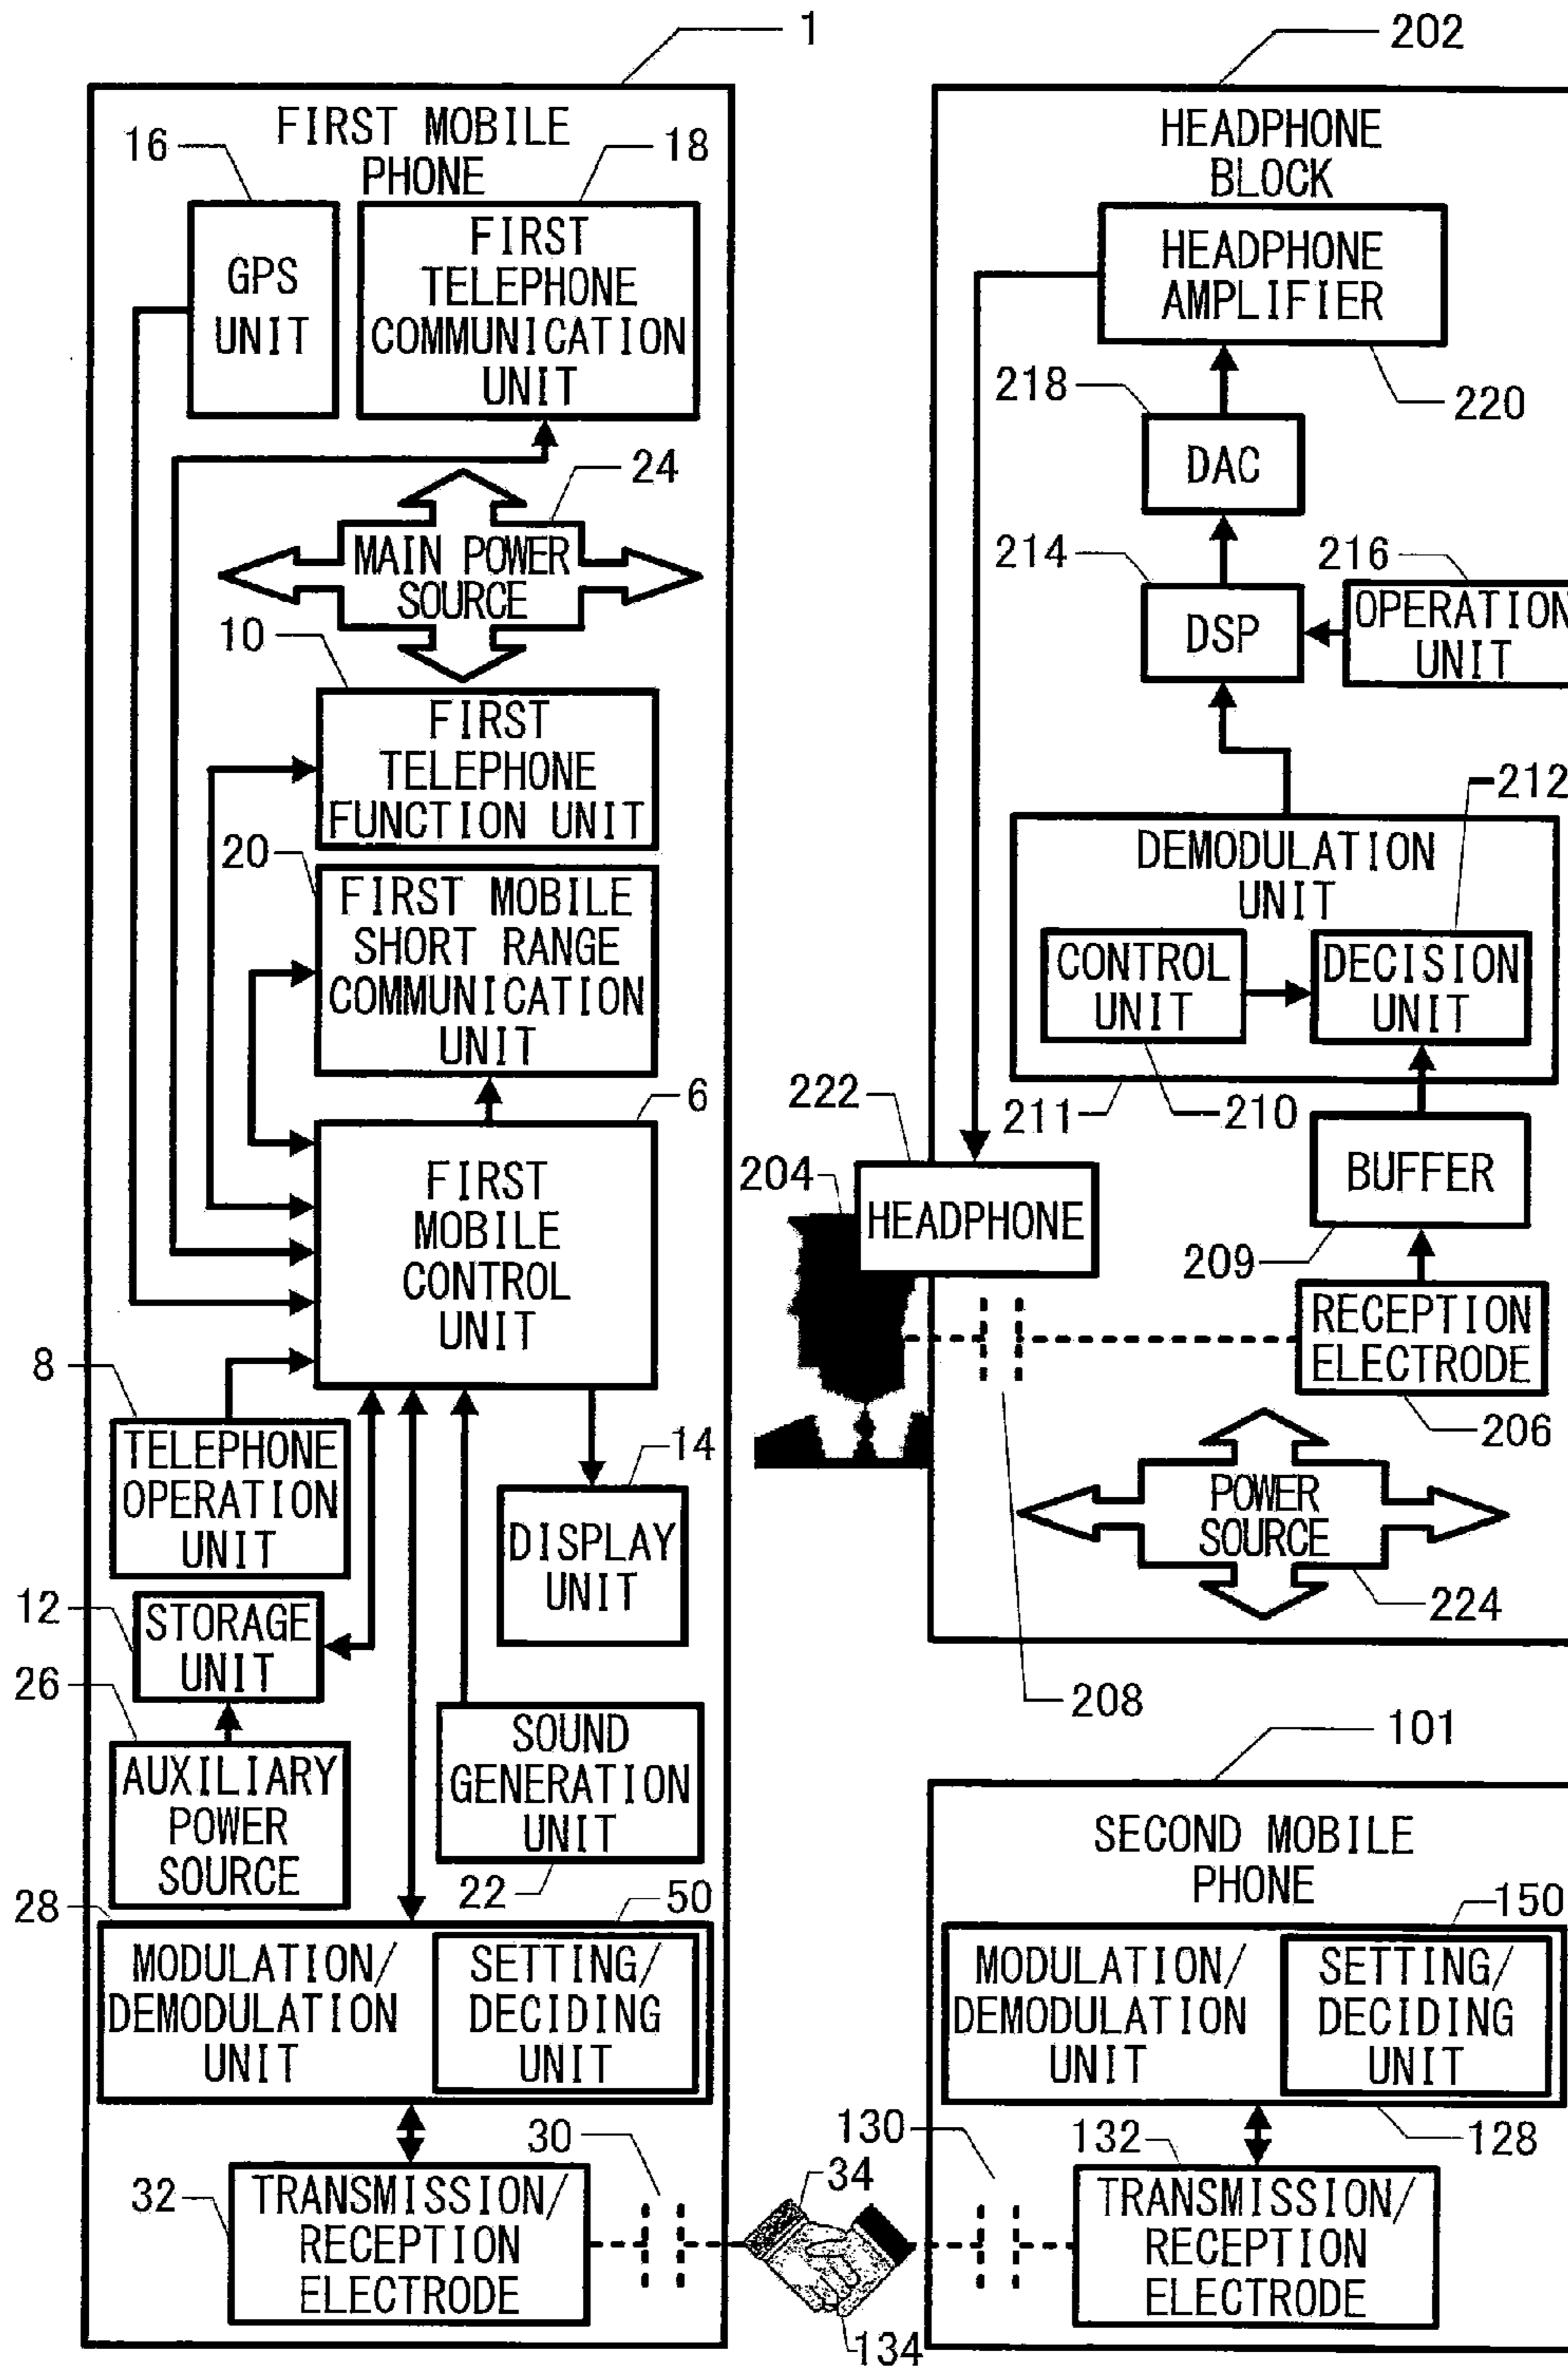 1
FIRST MOBILE
PHONE
16
18
GPS
UNIT
FIRST
TELEPHONE
COMMUNICATION
UNIT
24
MAIN POWER
SOURCE
10
FIRST
TELEPHONE
FUNCTION UNIT
20
FIRST MOBILE
SHORT RANGE
COMMUNICATION
UNIT
6
FIRST
MOBILE
CONTROL
UNIT
8
TELEPHONE
OPERATION
UNIT
14
DISPLAY
UNIT
12
STORAGE
UNIT
26
AUXILIARY
POWER
SOURCE
SOUND
GENERATION
UNIT
22
28
50
MODULATION/
DEMODULATION
UNIT
SETTING/
DECIDING
UNIT
30
32
TRANSMISSION/
RECEPTION
ELECTRODE
34
134
202
HEADPHONE
BLOCK
HEADPHONE
AMPLIFIER
220
218
DAC
214
DSP
216
OPERATION
UNIT
212
DEMODULATION
UNIT
CONTROL
UNIT
DECISION
UNIT
211
210
222
204
HEADPHONE
BUFFER
209
RECEPTION
ELECTRODE
206
POWER
SOURCE
224
208
101
SECOND MOBILE
PHONE
150
MODULATION/
DEMODULATION
UNIT
SETTING/
DECIDING
UNIT
128
130
132
TRANSMISSION/
RECEPTION
ELECTRODE